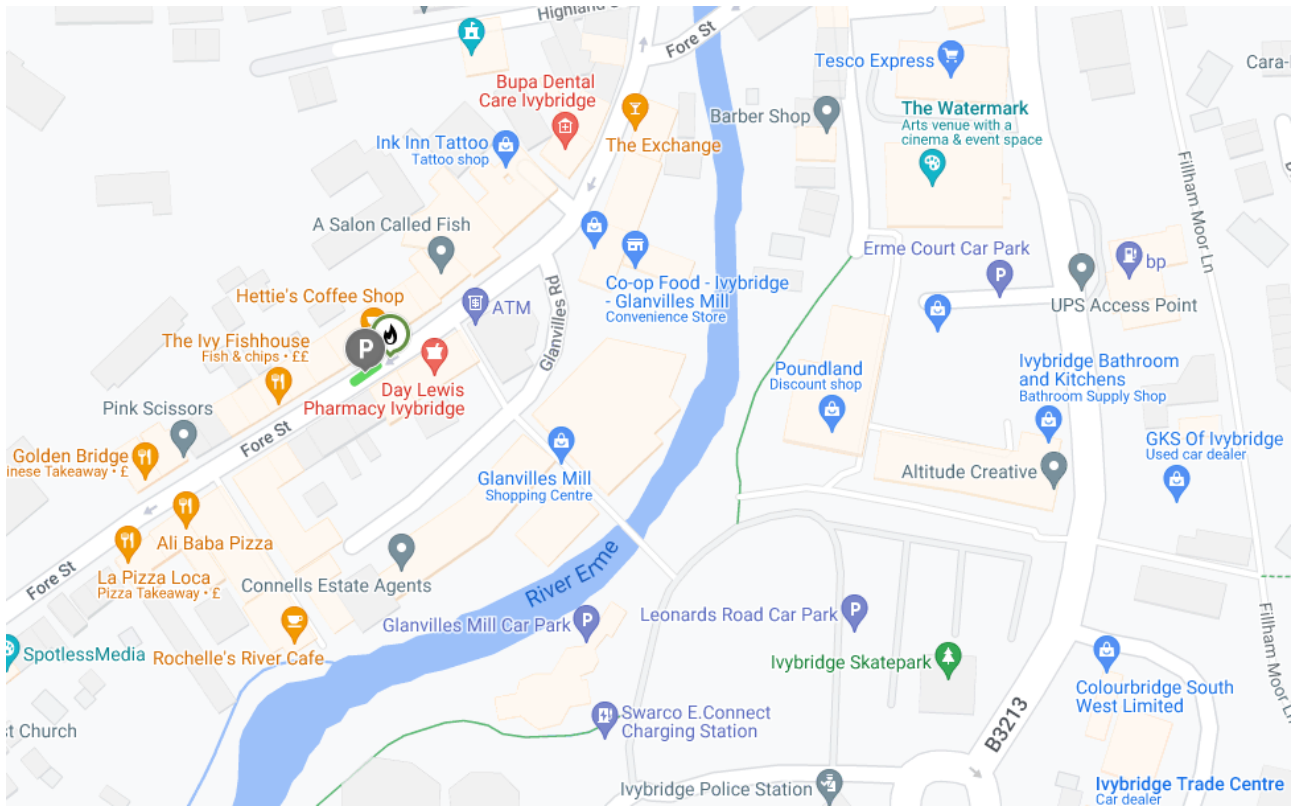 Highland
Fore St
Bupa Dental
Care Ivybridge
Tesco Express
Cara-
Ink Inn Tattoo
Tattoo shop
The Exchange
Barber Shop
The Watermark
Arts venue with a
cinema & event space
Fillham Moor Ln
A Salon Called Fish
Erme Court Car Park
bp
Hettie's Coffee Shop
ATM
Glanvilles Rd
Co-op Food - Ivybridge
- Glanvilles Mill
Convenience Store
UPS Access Point
The Ivy Fishhouse
Fish & chips • ££
P
Day Lewis
Pharmacy Ivybridge
Poundland
Discount shop
Ivybridge Bathroom
and Kitchens
Bathroom Supply Shop
Pink Scissors
Fore St
Golden Bridge
inese Takeaway • £
Glanvilles Mill
Shopping Centre
Altitude Creative
GKS Of Ivybridge
Used car dealer
Ali Baba Pizza
La Pizza Loca
Pizza Takeaway • £
Fore St
Connells Estate Agents
River Erme
Glanvilles Mill Car Park
Leonards Road Car Park
Fillham Moor Ln
SpotlessMedia
Rochelle's River Cafe
Ivybridge Skatepark
Colourbridge South
West Limited
st Church
Swarco E.Connect
Charging Station
B3213
Ivybridge Police Station
Ivybridge Trade Centre
Car dealer